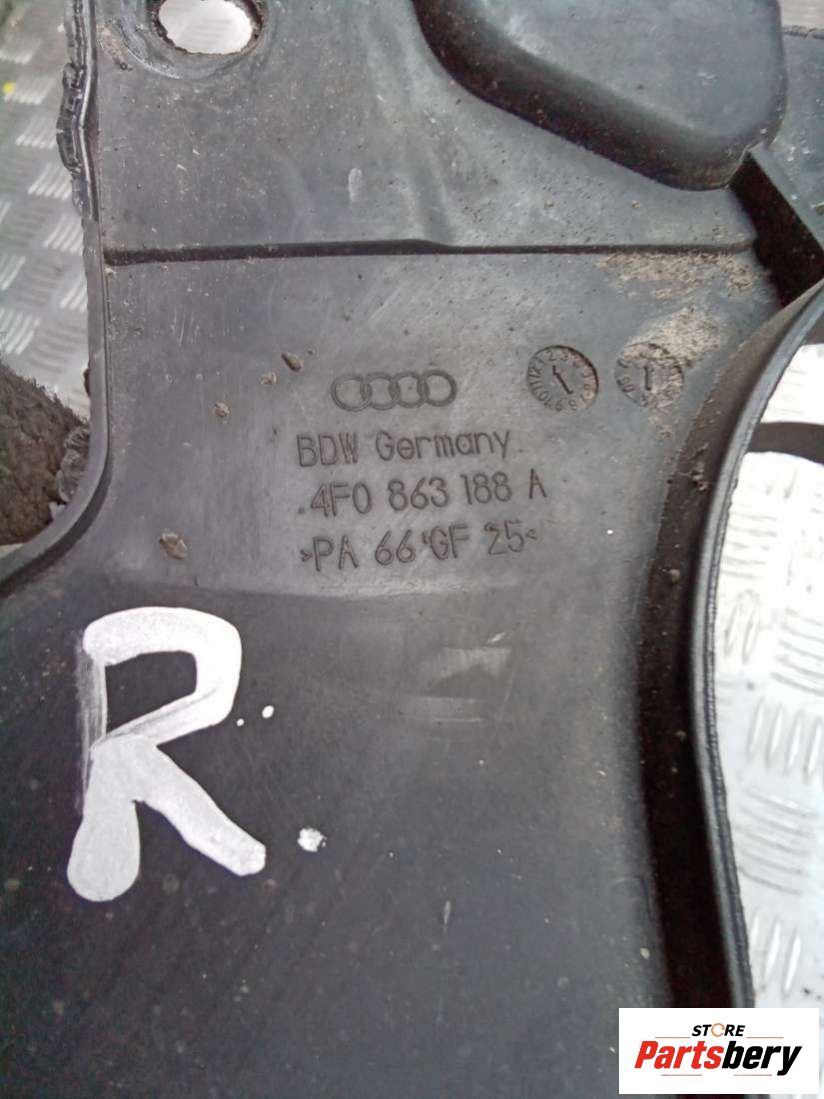 BDW Germany.
.4F0 863 188 A
>PA 66 GF 25<
R.
STORE
Partsbery